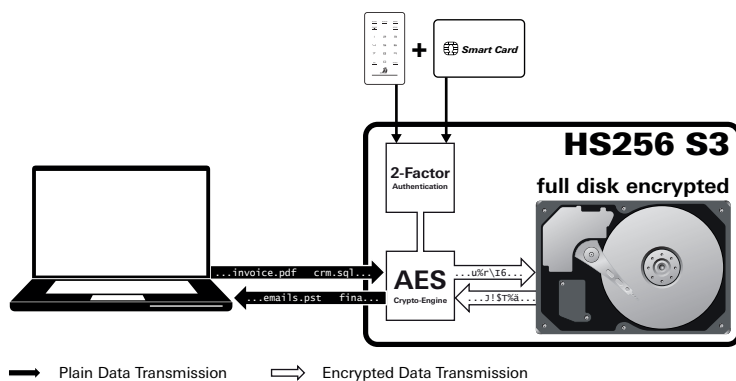 +
Smart Card
HS256 S3
2-Factor
Authentication
full disk encrypted
...invoice.pdf crm.sql...
AES
...u%r\I6...
...emails.pst fina...
Crypto-Engine
...J!$T%ä...
Plain Data Transmission
Encrypted Data Transmission